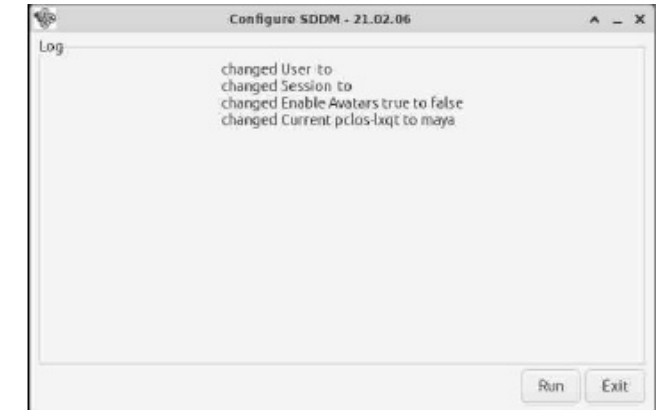 Configure SDDM - 21.02.06
Log
changed User to
changed Session to
changed Enable Avatars true to false
changed Current pclos-lxqt to maya
Run Exit